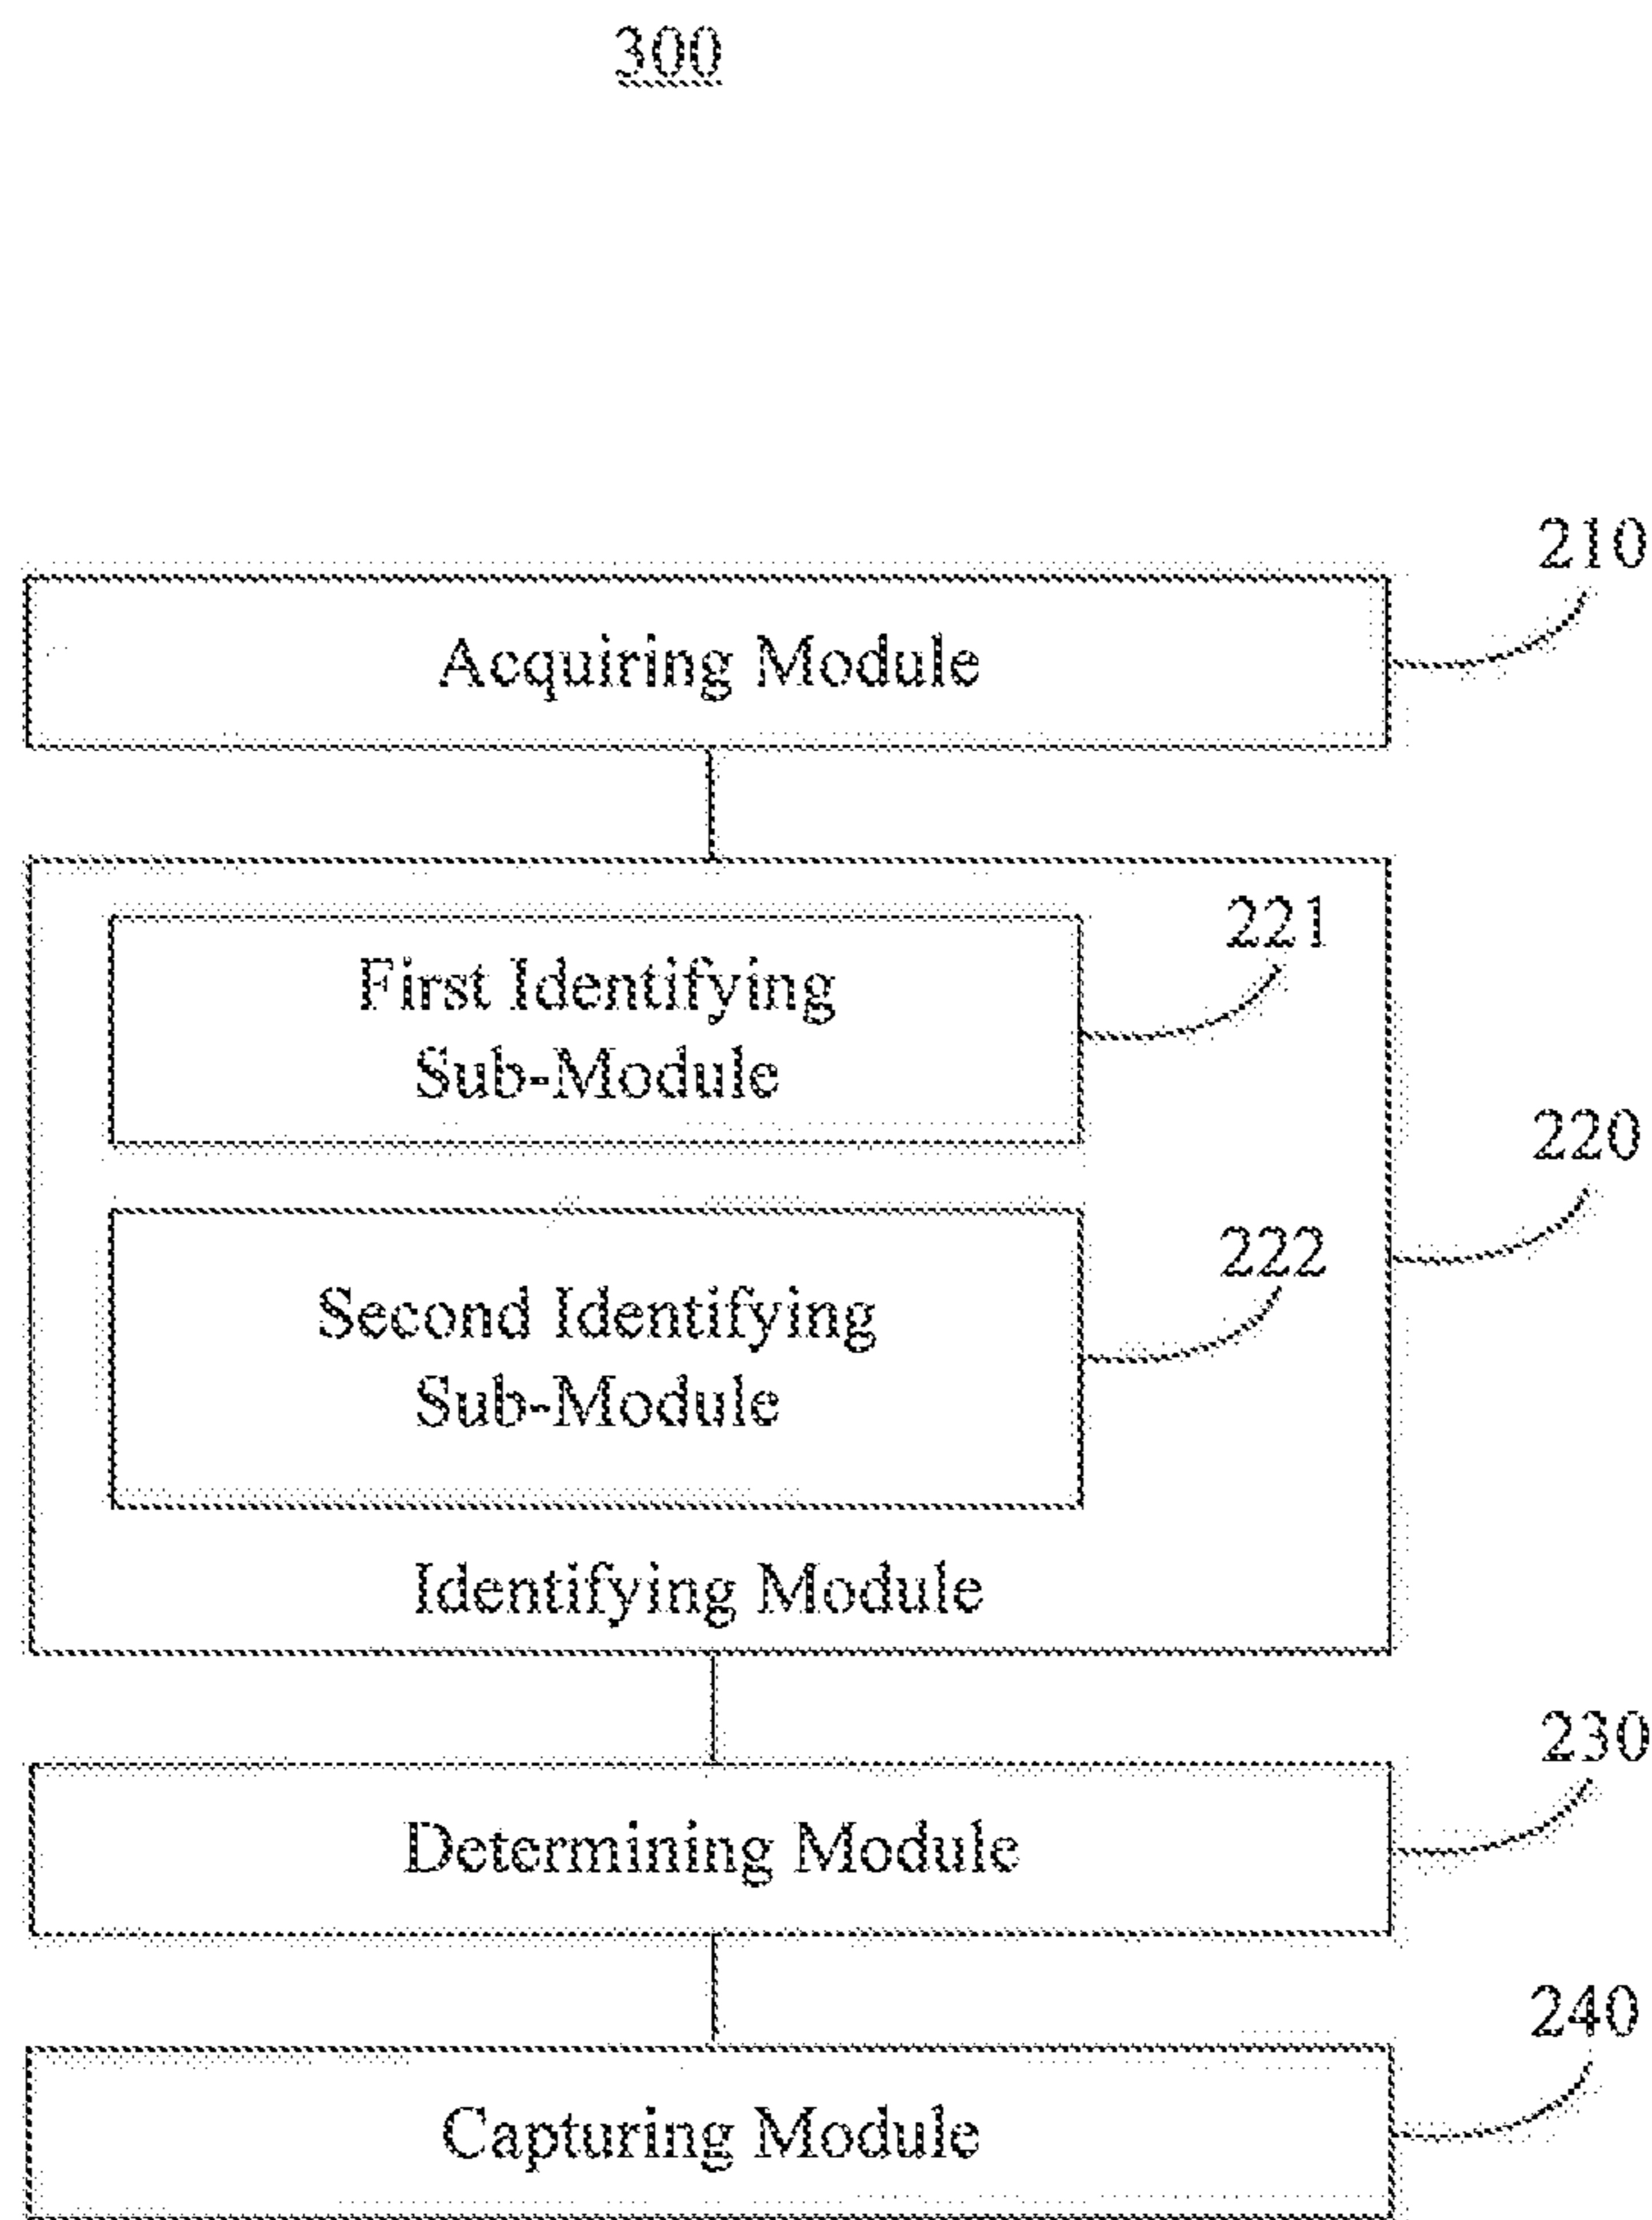 300
210
Acquiring Module
221
First Identifying
Sub-Module
220
222
Second Identifying
Sub-Module
Identifying Module
230
Determining Module
240
Capturing Module